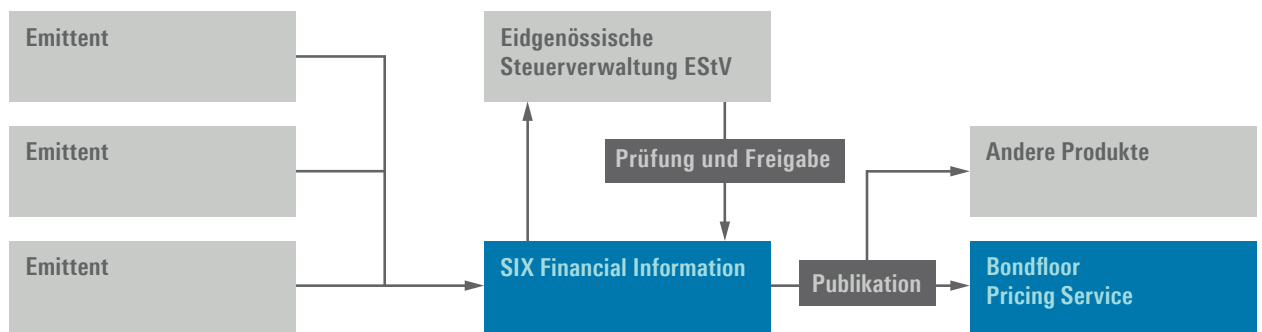 Emittent
Eidgenössische
Steuerverwaltung EStV
Emittent
Prüfung und Freigabe
Andere Produkte
Emittent
SIX Financial Information
Publikation
Bondfloor
Pricing Service